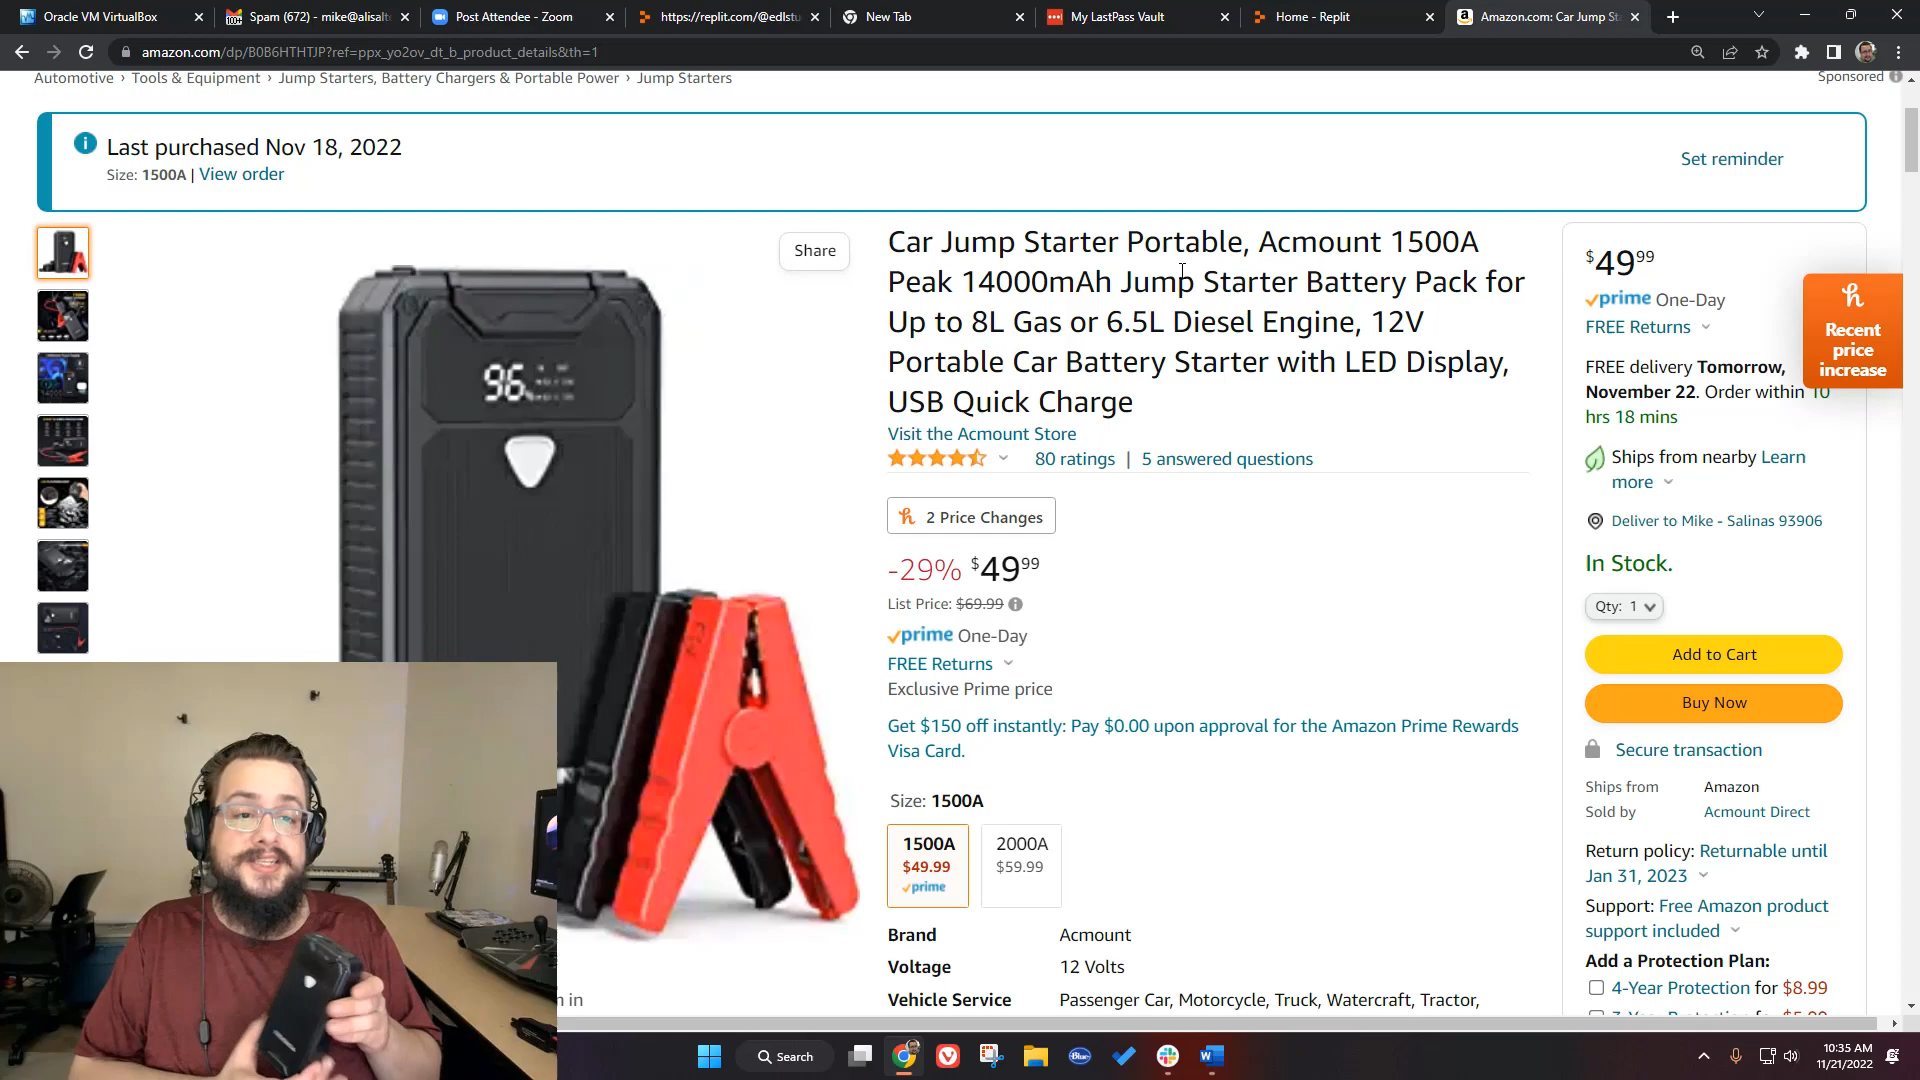 Oracle VM VirtualBox
Spam (672) - mike@alisal
Post Attendee - Zoom
https://replit.com/@edlst
New Tab
My LastPass Vault
Home - Replit
Amazon.com: Car Jump St
amazon.com/dp/B0B6HTHTJP?ref=ppx_yo2ov_dt_b_product_details&th=1
Automotive › Tools & Equipment › Jump Starters, Battery Chargers & Portable Power › Jump Starters
Sponsored
Last purchased Nov 18, 2022
Size: 1500A | View order
Set reminder
Share
96%
Car Jump Starter Portable, Acmount 1500A
Peak 14000mAh Jump Starter Battery Pack for
Up to 8L Gas or 6.5L Diesel Engine, 12V
Portable Car Battery Starter with LED Display,
USB Quick Charge
Visit the Acmount Store
80 ratings | 5 answered questions
2 Price Changes
-29% $49.99
List Price: $69.99
prime One-Day
FREE Returns
Exclusive Prime price
Get $150 off instantly: Pay $0.00 upon approval for the Amazon Prime Rewards
Visa Card.
Size: 1500A
1500A
$49.99
prime
2000A
$59.99
Brand Acmount
Voltage 12 Volts
Vehicle Service Passenger Car, Motorcycle, Truck, Watercraft, Tractor,
in
$49.99
prime One-Day
FREE Returns
FREE delivery Tomorrow,
November 22. Order within 10
hrs 18 mins
Recent
price
increase
Ships from nearby Learn
more
Deliver to Mike - Salinas 93906
In Stock.
Qty: 1
Add to Cart
Buy Now
Secure transaction
Ships from Amazon
Sold by Acmount Direct
Return policy: Returnable until
Jan 31, 2023
Support: Free Amazon product
support included
Add a Protection Plan:
4-Year Protection for $8.99
Search
Blue
10:35 AM
11/21/2022